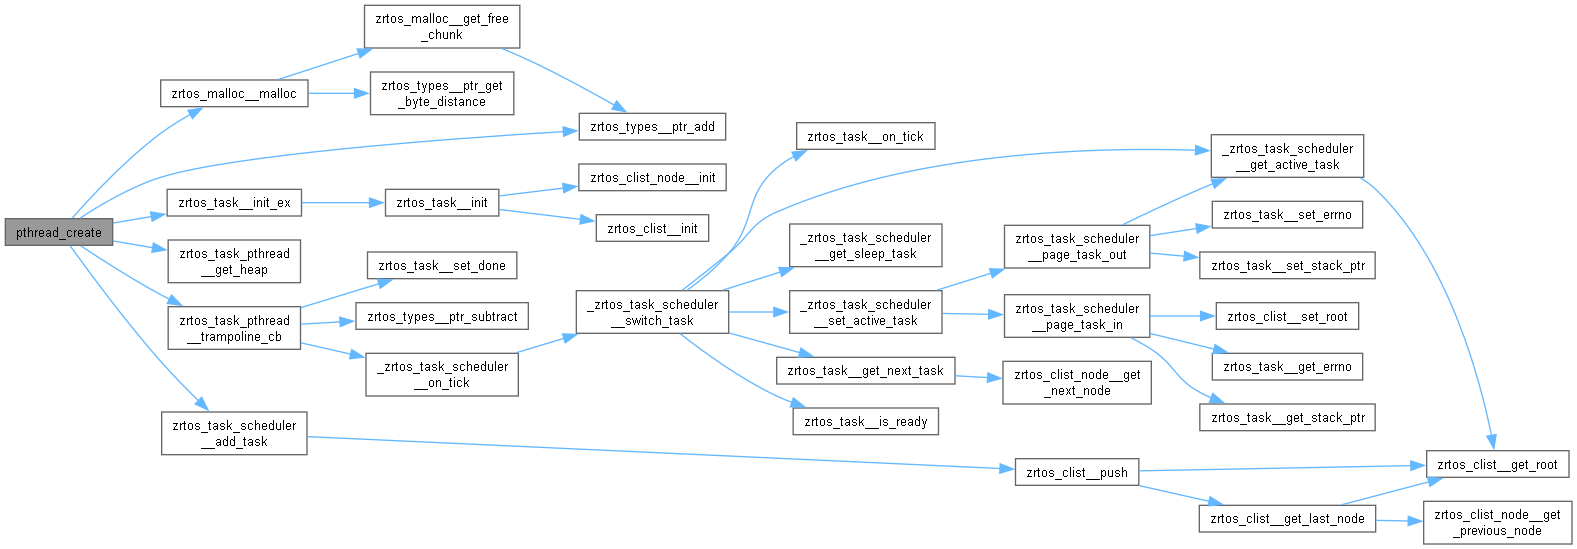 pthread_create
zrtos_malloc__malloc
zrtos_task__init_ex
zrtos_task_pthread
__get_heap
zrtos_task_pthread
__trampoline_cb
zrtos_task_scheduler
__add_task
zrtos_malloc__get_free
_chunk
zrtos_types__ptr_get
_byte_distance
zrtos_task__init
zrtos_task__set_done
zrtos_types__ptr_subtract
_zrtos_task_scheduler
__on_tick
zrtos_types__ptr_add
zrtos_clist_node__init
zrtos_clist__init
_zrtos_task_scheduler
__switch_task
zrtos_task__on_tick
_zrtos_task_scheduler
__get_sleep_task
_zrtos_task_scheduler
__set_active_task
zrtos_task__get_next_task
zrtos_task__is_ready
zrtos_task_scheduler
__page_task_out
zrtos_task_scheduler
__page_task_in
zrtos_clist_node__get
_next_node
zrtos_clist__push
_zrtos_task_scheduler
__get_active_task
zrtos_task__set_errno
zrtos_task__set_stack_ptr
zrtos_clist__set_root
zrtos_task__get_errno
zrtos_task__get_stack_ptr
zrtos_clist__get_last_node
zrtos_clist__get_root
zrtos_clist_node__get
_previous_node